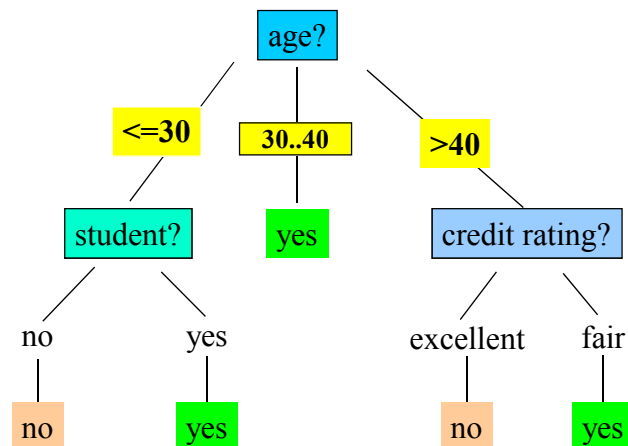 age?
<=30
30..40
>40
student?
yes
credit rating?
no
yes
excellent
fair
no
yes
no
yes